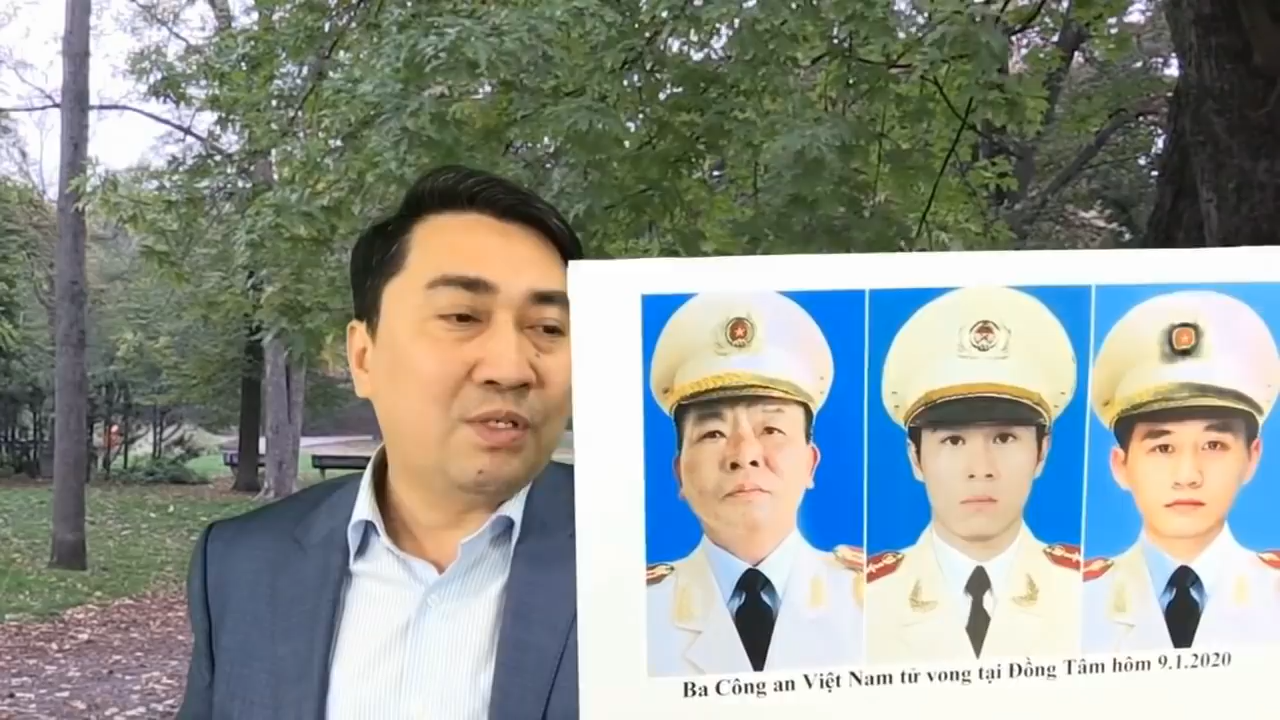 Ba Công an Việt Nam tử vong tại Đồng Tâm hôm 9.1.2020